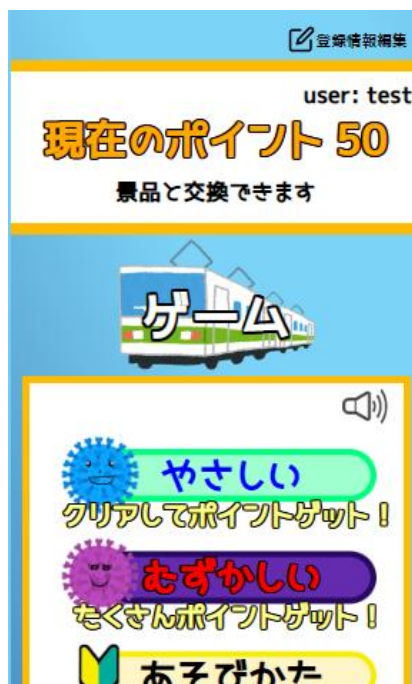 登録情報編集
user: test
現在のポイント 50
景品と交換できます
ゲーム
やさしい
クリアしてポイントゲット！
むずかしい
たくさんポイントゲット！
あそびかた